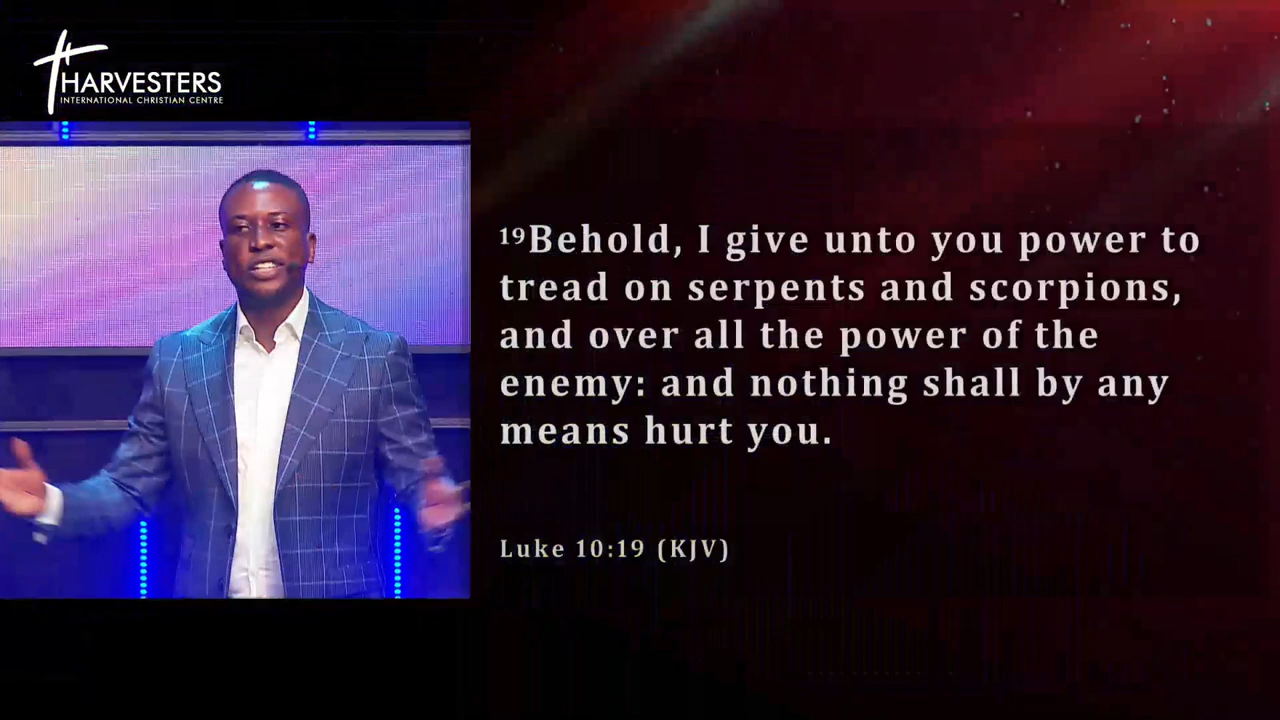 HARVESTERS
INTERNATIONAL CHRISTIAN CENTRE
19Behold, I give unto you power to
tread on serpents and scorpions,
and over all the power of the
enemy: and nothing shall by any
means hurt you.
Luke 10:19 (KJV)